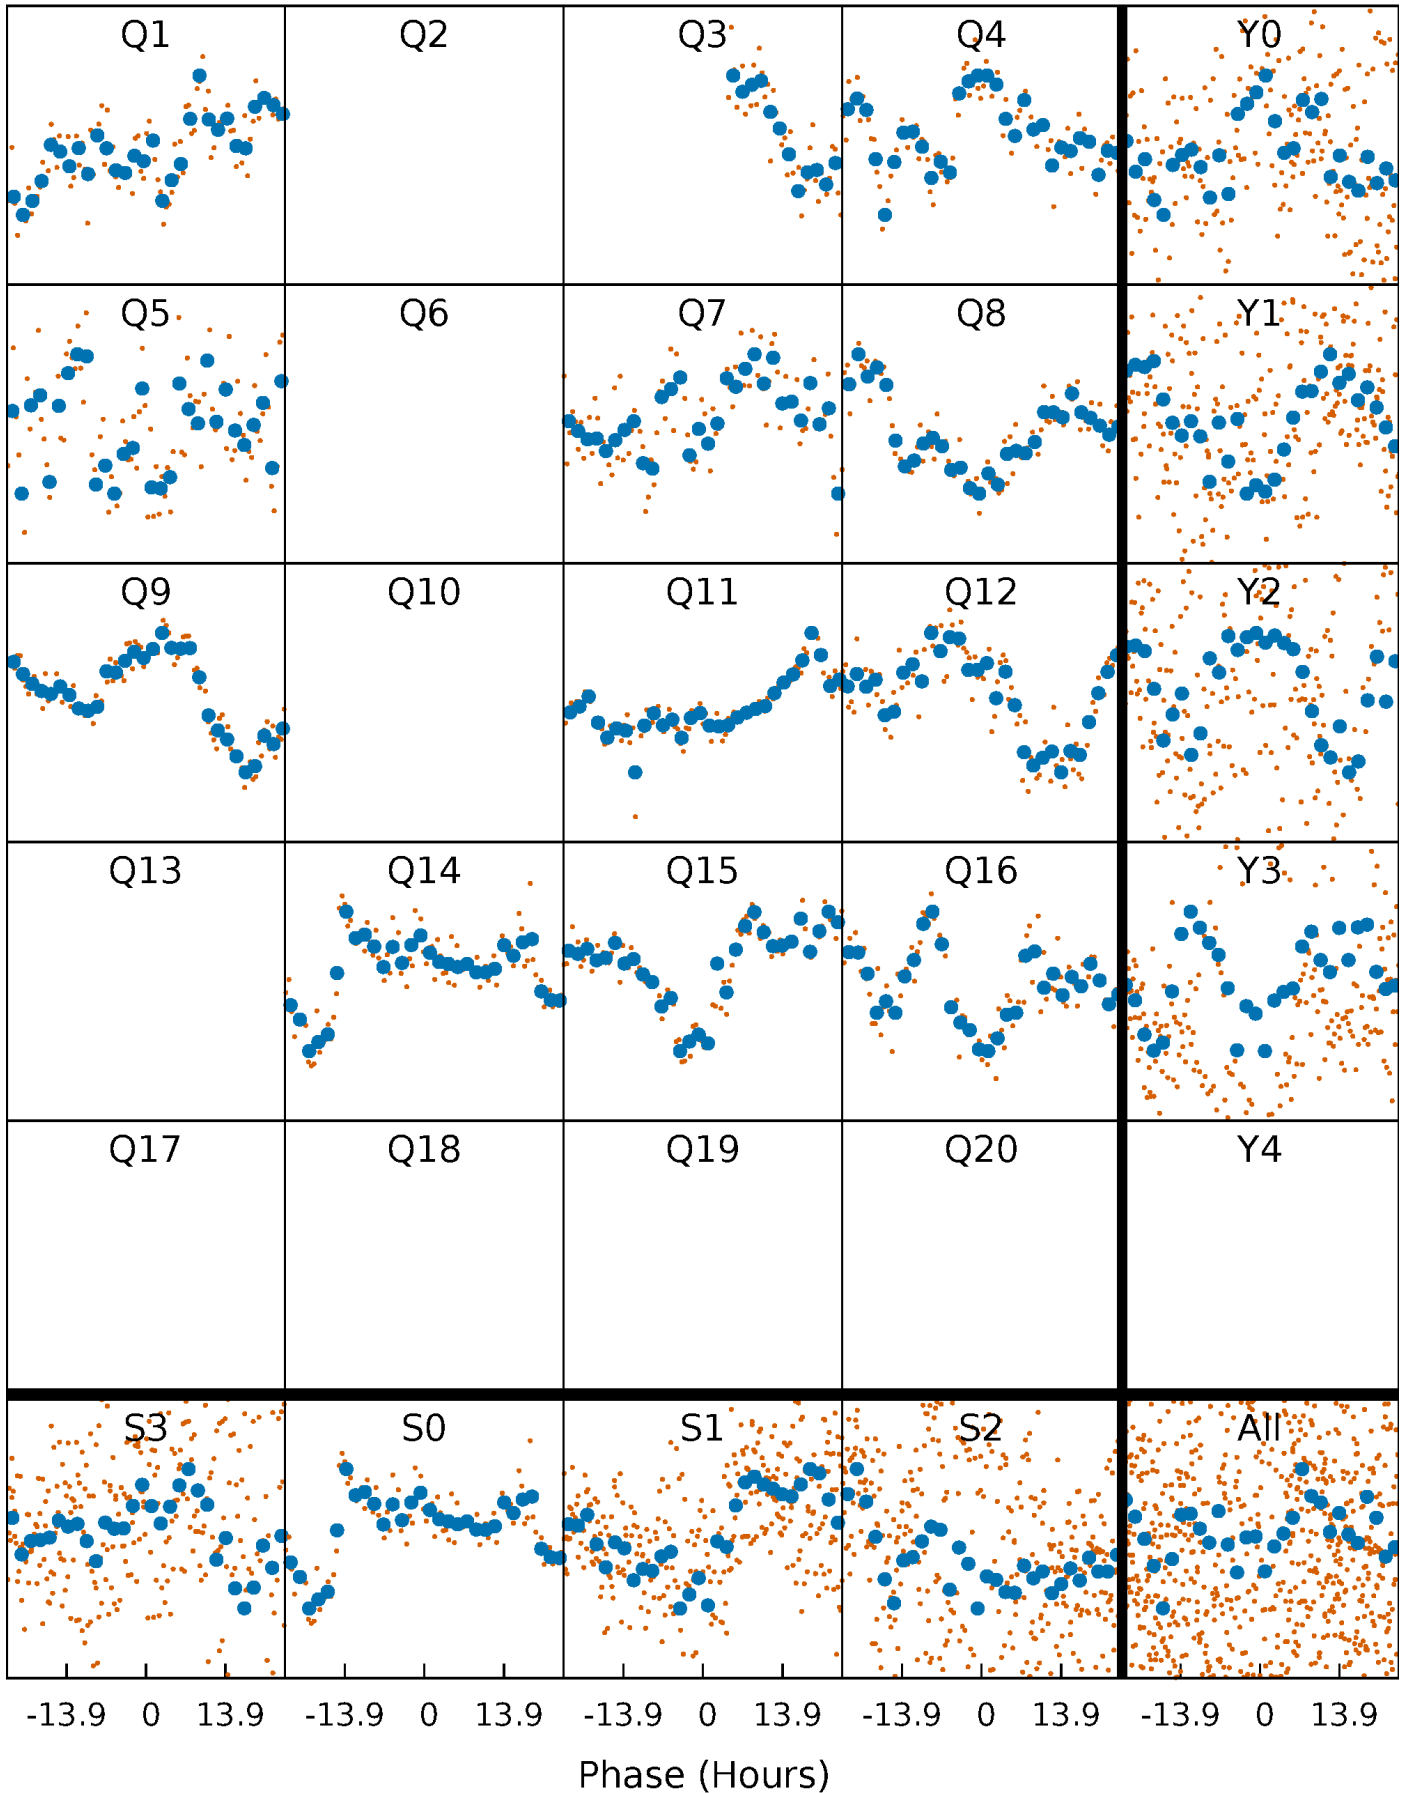 Q1 Q2 Q3 Q4 Y0
Q5 Q6 Q7 Q8 Y1
Q9 Q10 Q11 Q12 Y2
Q13 Q14 Q15 Q16 Y3
Q17 Q18 Q19 Q20 Y4
S3 S0 S1 S2 All
-13.9 0 13.9 -13.9 0 13.9 -13.9 0 13.9 -13.9 0 13.9 -13.9 0 13.9
Phase (Hours)